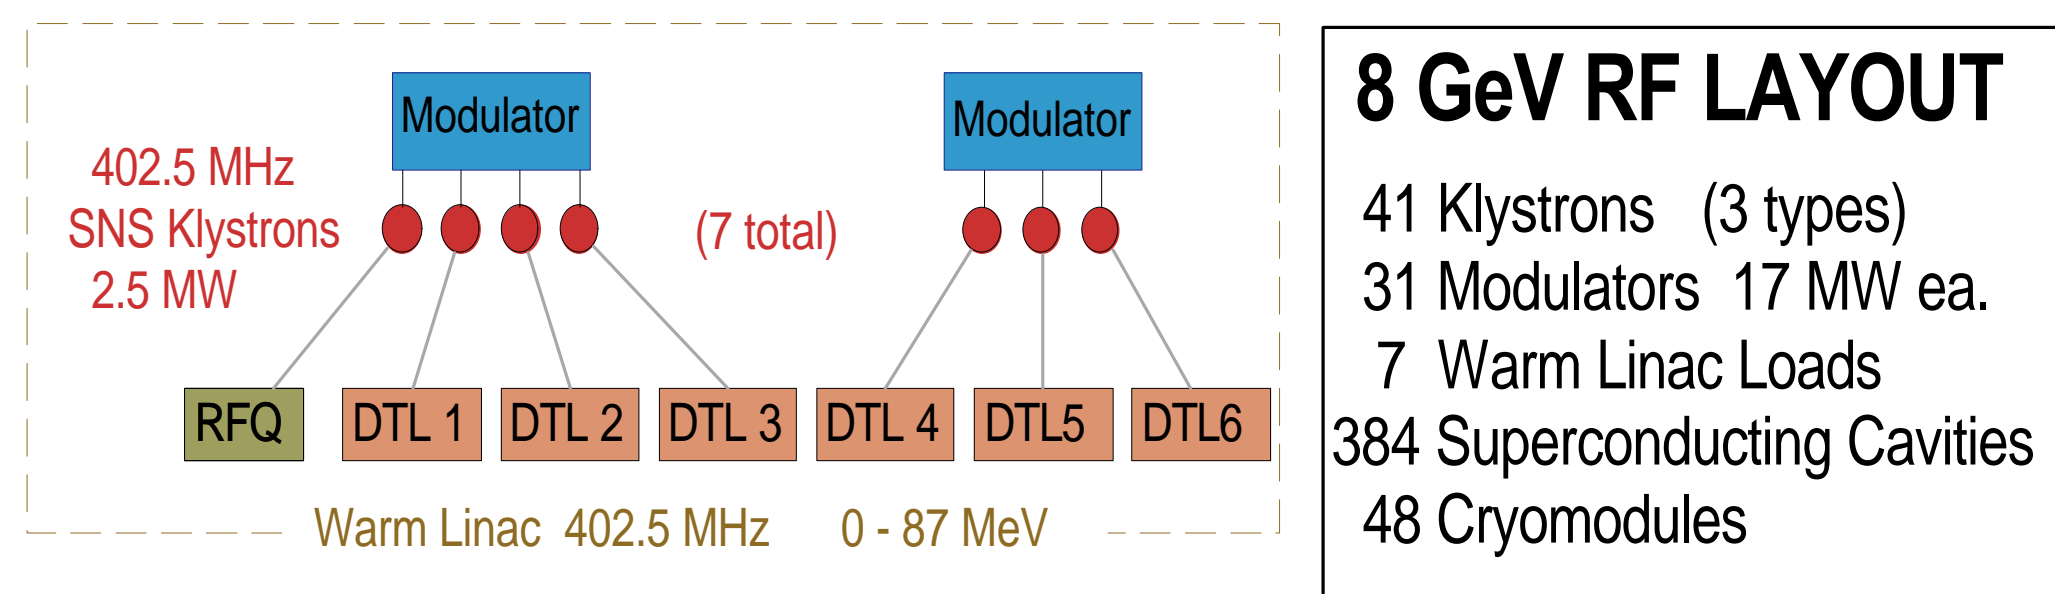 Modulator
Modulator
402.5 MHz
SNS Klystrons
2.5 MW
(7 total)
RFQ
DTL 1
DTL 2
DTL 3
DTL 4
DTL5
DTL6
Warm Linac 402.5 MHz 0 - 87 MeV
8 GeV RF LAYOUT
41 Klystrons (3 types)
31 Modulators 17 MW ea.
7 Warm Linac Loads
384 Superconducting Cavities
48 Cryomodules